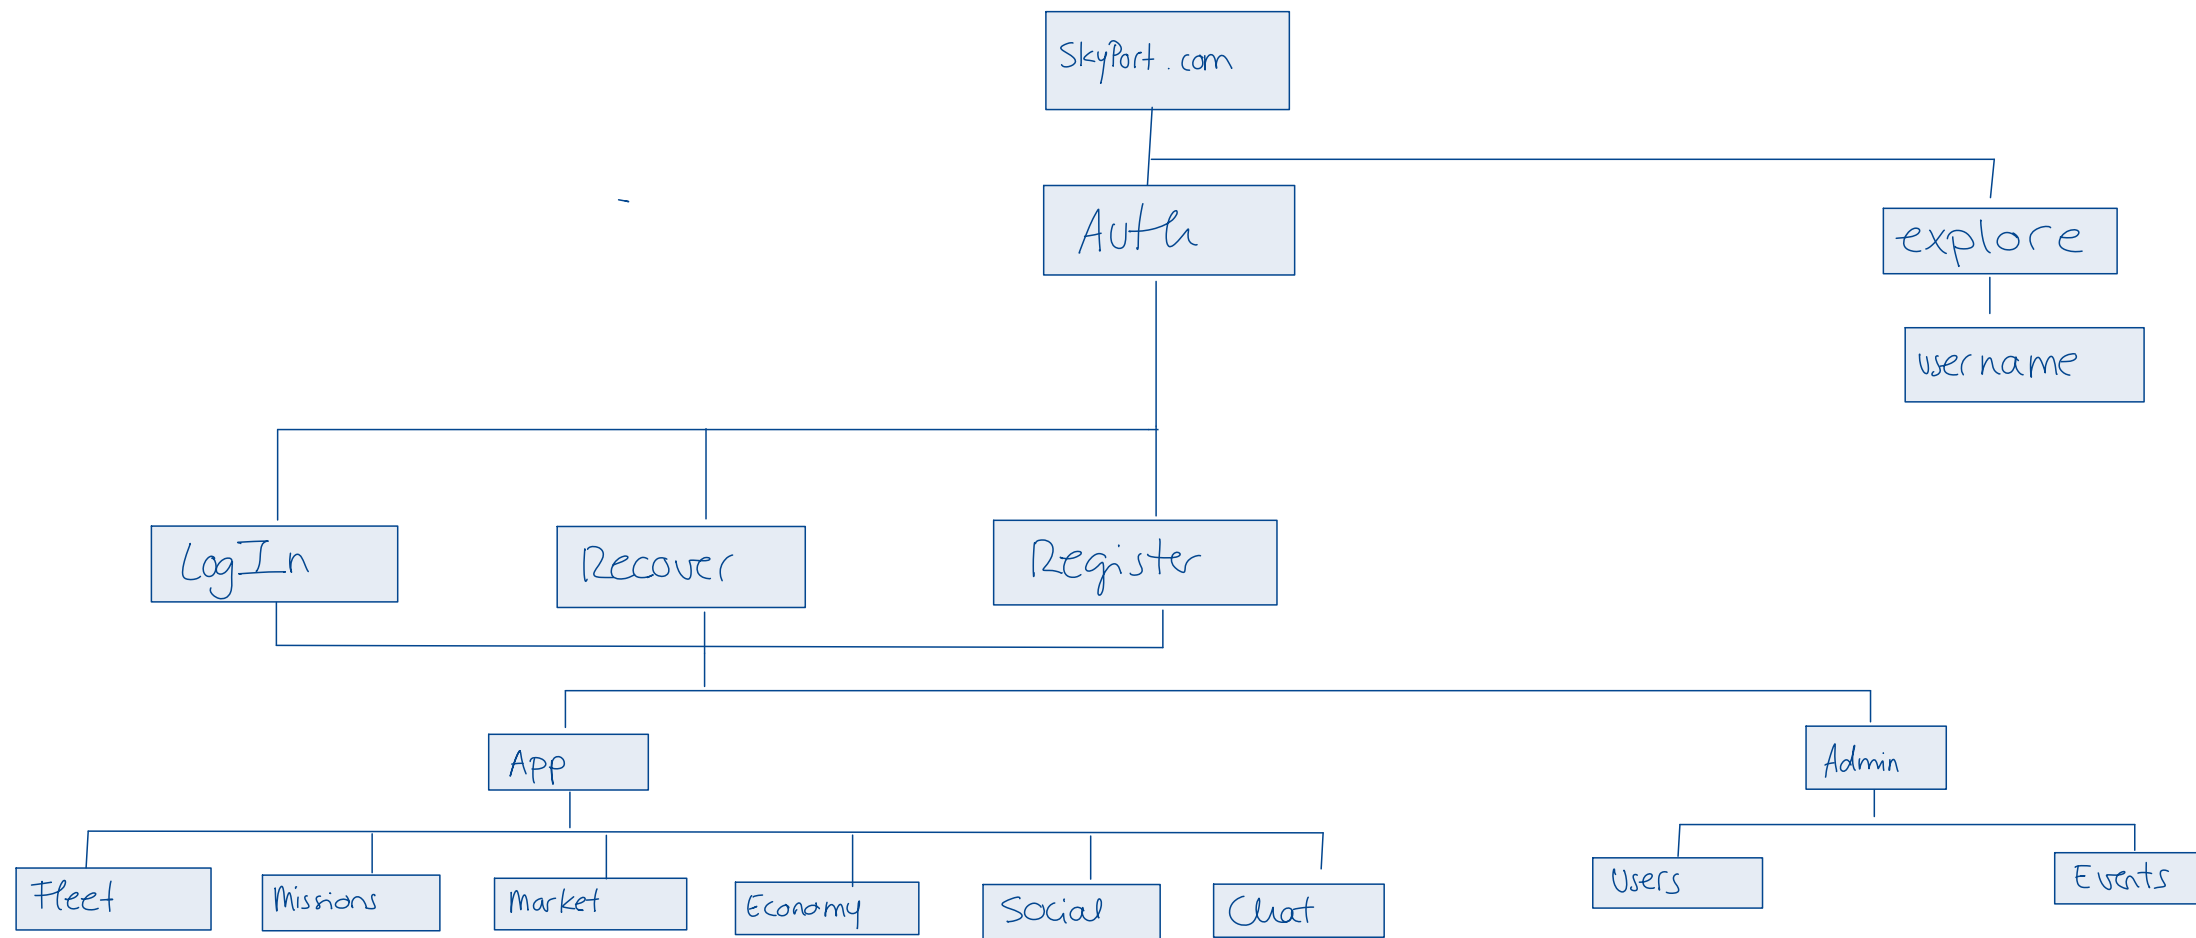 SkyPort.com
Auth
explore
username
LogIn
Recover
Register
App
Admin
Fleet
Missions
Market
Economy
Social
Chat
Users
Events